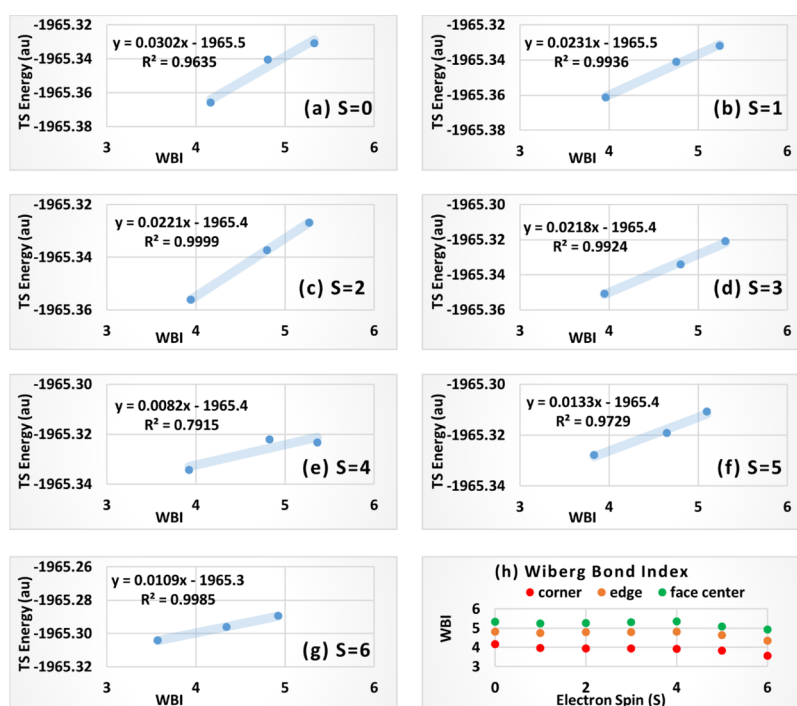 -1965.32
-1965.34
-1965.36
-1965.38
TS Energy (au)
y = 0.0302x - 1965.5
R² = 0.9635
(a) S=0
3 4 5 6
WBI
-1965.32
-1965.34
-1965.36
-1965.38
TS Energy (au)
y = 0.0231x - 1965.5
R² = 0.9936
(b) S=1
3 4 5 6
WBI
-1965.32
-1965.34
-1965.36
TS Energy (au)
y = 0.0221x - 1965.4
R² = 0.9999
(c) S=2
3 4 5 6
WBI
-1965.30
-1965.32
-1965.34
-1965.36
TS Energy (au)
y = 0.0218x - 1965.4
R² = 0.9924
(d) S=3
3 4 5 6
WBI
-1965.30
-1965.32
-1965.34
TS Energy (au)
y = 0.0082x - 1965.4
R² = 0.7915
(e) S=4
3 4 5 6
WBI
-1965.30
-1965.32
-1965.34
TS Energy (au)
y = 0.0133x - 1965.4
R² = 0.9729
(f) S=5
3 4 5 6
WBI
-1965.26
-1965.28
-1965.30
-1965.32
TS Energy (au)
y = 0.0109x - 1965.3
R² = 0.9985
(g) S=6
3 4 5 6
WBI
(h) Wiberg Bond Index
corner edge face center
6
5
4
3
WBI
0 2 4 6
Electron Spin (S)